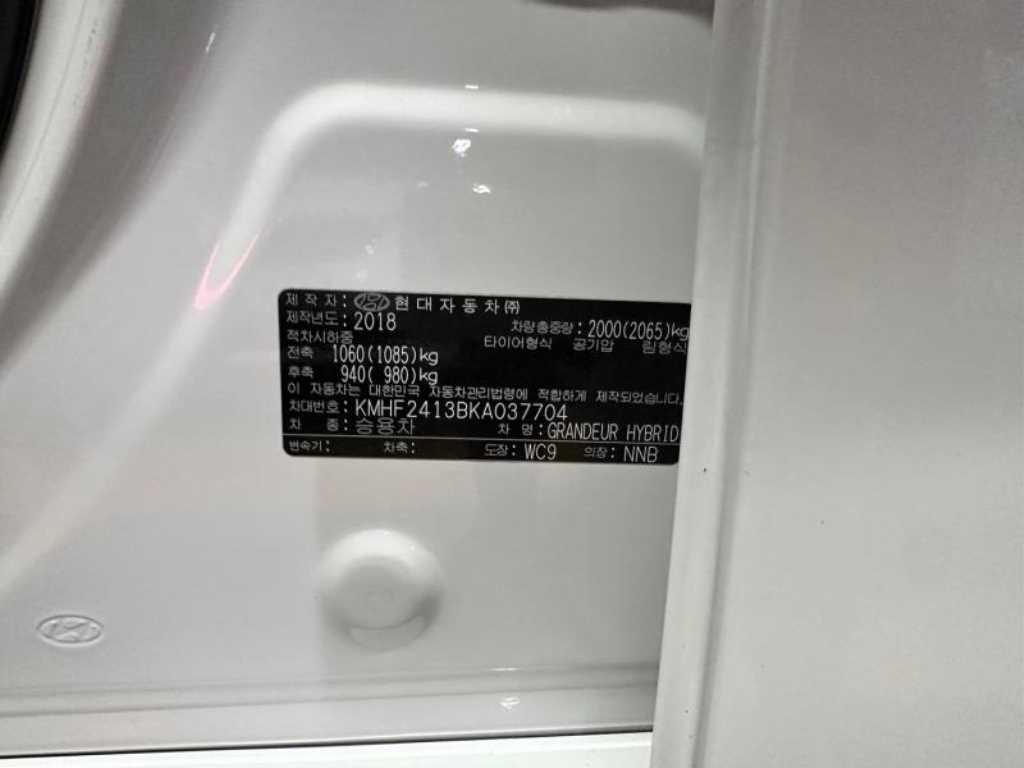 제 작 자 : 현대자동차㈜
제작년도 : 2018 차량총중량 : 2000(2065)kg
적차시하중 타이어형식 공기압 림형식
전축 1060(1085)kg
후축 940( 980)kg
이 자동차는 대한민국 자동차관리법령에 적합하게 제작되었습니다.
차대번호 : KMHF2413BKA037704
차 종 : 승용차 차 명 : GRANDEUR HYBRID
변속기 : 차축 : 도장 : WC9 의장 : NNB